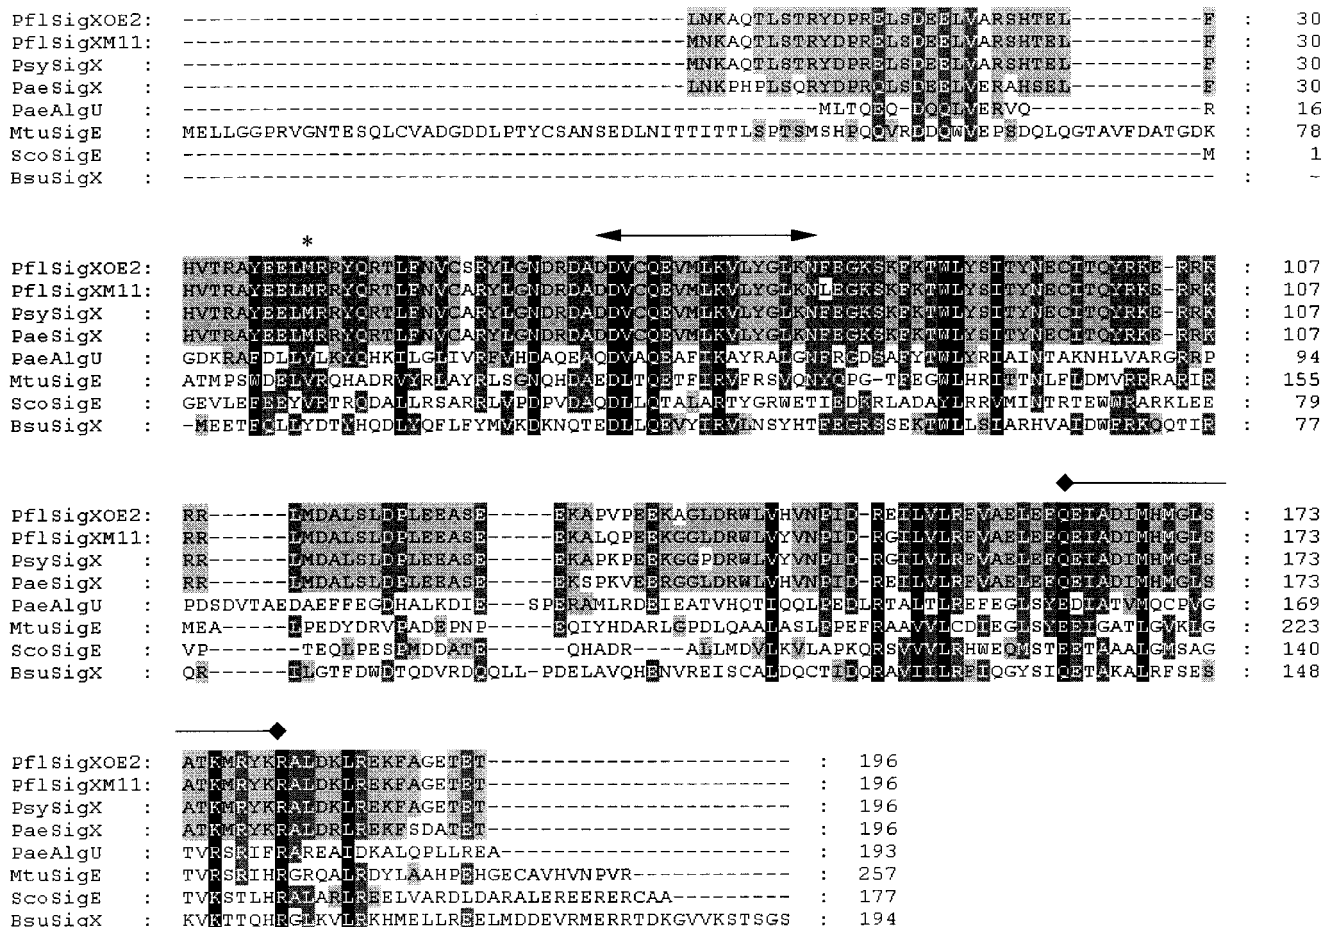 PflSigXOE2: --------------------------------------LNKAQTLSTRYDPRELSDEELVARSHTEL----------F : 30
PflSigXM11: --------------------------------------MNKAQTLSTRYDPRELSDEELVARSHTEL----------F : 30
PsySigX : --------------------------------------MNKAQTLSTRYDPRELSDEELVARSHTEL----------F : 30
PaeSigX : --------------------------------------LNKPHPLSQRYDPRELSDEELVERAHSEL----------F : 30
PaeAlgU : ------------------------------------------------MLTQEQ-DQQLVERVQ-------------R : 16
MtuSigE : MELLGGPRVGNTESQLCVADGDDLPTYCSANSEDLNITTITTLSPTSMSHPQQVRDDQWVEPSDQLQGTAVFDATGDK : 78
ScoSigE : -----------------------------------------------------------------------------M : 1
BsuSigX : ------------------------------------------------------------------------------ : -
*
PflSigXOE2: HVTRAYEELMRRYQRTLFNVCSRYLGNDRDADDVCQEVMLKVLYGLKNFEGKSKFKTWLYSITYNECITQYRKE-RRK : 107
PflSigXM11: HVTRAYEELMRRYQRTLFNVCARYLGNDRDADDVCQEVMLKVLYGLKNLEGKSKFKTWLYSITYNECITQYRKE-RRK : 107
PsySigX : HVTRAYEELMRRYQRTLFNVCARYLGNDRDADDVCQEVMLKVLYGLKNFEGKSKFKTWLYSITYNECITQYRKE-RRK : 107
PaeSigX : HVTRAYEELMRRYQRTLFNVCARYLGNDRDADDVCQEVMLKVLYGLKNFEGKSKFKTWLYSITYNECITQYRKE-RRK : 107
PaeAlgU : GDKRAFDLLVLKYQHKILGLIVRFVHDAQEAQDVAQEAFIKAYRALGNFRGDSAFYTWLYRIAINTAKNHLVARGRRP : 94
MtuSigE : ATMPSWDELVRQHADRVYRLAYRLSGNQHDAEDLTQETFIRVFRSVQNYQPG-TFEGWLHRITTNLFLDMVRRRARIR : 155
ScoSigE : GEVLEFEEYVRTRQDALLRSARRLVPDPVDAQDLLQTALARTYGRWETIEDKRLADAYLRRVMINTRTEWWRARKLEE : 79
BsuSigX : -MEETFQLLYDTYHQDLYQFLFYMVKDKNQTEDLLQEVYIRVLNSYHTFEGRSSEKTWLLSIARHVAIDWFRKQQTIR : 77
PflSigXOE2: RR------LMDALSLDPLEEASE-----EKAPVPEEKAGLDRWLVHVNPID-REILVLRFVAELEFQEIADIMHMGLS : 173
PflSigXM11: RR------LMDALSLDPLEEASE-----EKALQPEEKGGLDRWLVYVNPID-RGILVLRFVAELEFQEIADIMHMGLS : 173
PsySigX : RR------LMDALSLDPLEEASE-----EKAPKPEEKGGPDRWLVYVNPID-RGILVLRFVAELEFQEIADIMHMGLS : 173
PaeSigX : RR------LMDALSLDPLEEASE-----EKSPKVEERGGLDRWLVHVNPID-REILVLRFVAELEFQEIADIMHMGLS : 173
PaeAlgU : PDSDVTAEDAEFFEGDHALKDIE---SPERAMLRDEIEATVHQTIQQLPEDLRTALTLREFEGLSYEDIATVMQCPVG : 169
MtuSigE : MEA-----LPEDYDRVPADEPNP-----EQIYHDARLGPDLQAALASLPPEFRAAVVLCDIEGLSYEEIGATLGVKLG : 223
ScoSigE : VP-------TEQLPESPMDDATE------QHADR----ALLMDVLKVLAPKQRSVVVLRHWEQMSTEETAAALGMSAG : 140
BsuSigX : QR------ILGTFDWDTQDVRDQQLL-PDELAVQHENVREISCALDQCTIDQRAVLILRFIQGYSIQETAKALRFSES : 148
PflSigXOE2: ATKMRYKRALDKLREKFAGETET----------------------- : 196
PflSigXM11: ATKMRYKRALDKLREKFAGETET----------------------- : 196
PsySigX : ATKMRYKRALDKLREKFAGETET----------------------- : 196
PaeSigX : ATKMRYKRALDRLREKFSDATET----------------------- : 196
PaeAlgU : TVRSRIFRAREAIDKALQPLLREA---------------------- : 193
MtuSigE : TVRSRIHRGRQALRDYLAAHPEHGECAVHVNPVR------------ : 257
ScoSigE : TVKSTLHRALARLREELVARDLDARALEREERERCAA--------- : 177
BsuSigX : KVKTTQHRGLKVLRKHMELLREELMDDEVRMERRTDKGVVKSTSGS : 194